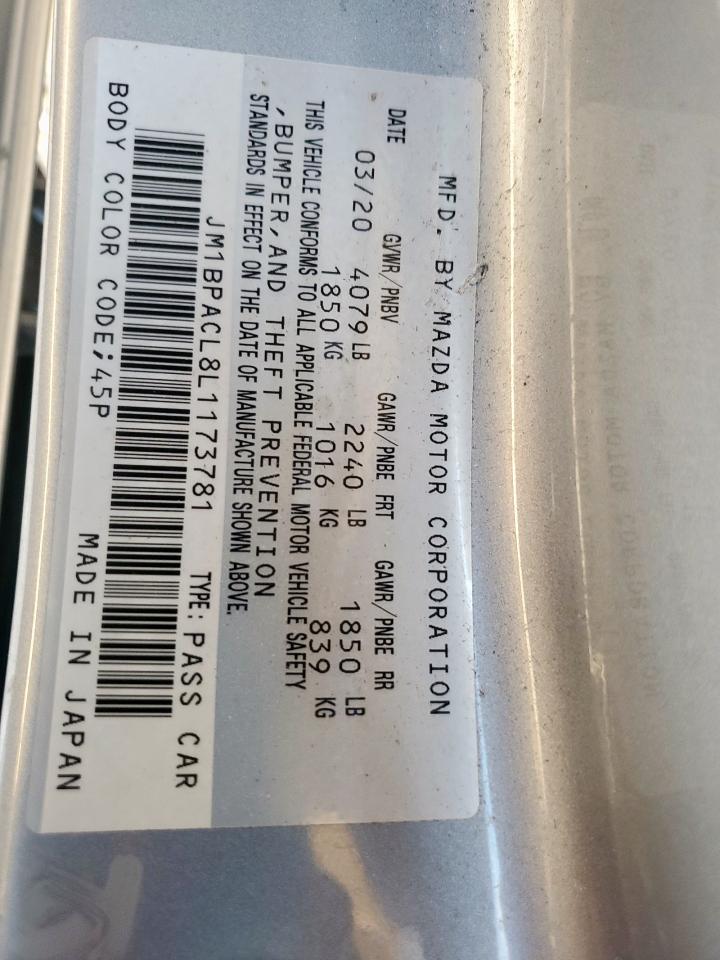 MFD. BY MAZDA MOTOR CORPORATION
DATE GVWR/PNBV GAWR/PNBE FRT GAWR/PNBE RR
03/20 4079 LB 2240 LB 1850 LB
1850 KG 1016 KG 839 KG
THIS VEHICLE CONFORMS TO ALL APPLICABLE FEDERAL MOTOR VEHICLE SAFETY
,BUMPER,AND THEFT PREVENTION
STANDARDS IN EFFECT ON THE DATE OF MANUFACTURE SHOWN ABOVE.
JM1BPACL8L1173781 TYPE: PASS CAR
BODY COLOR CODE;45P MADE IN JAPAN